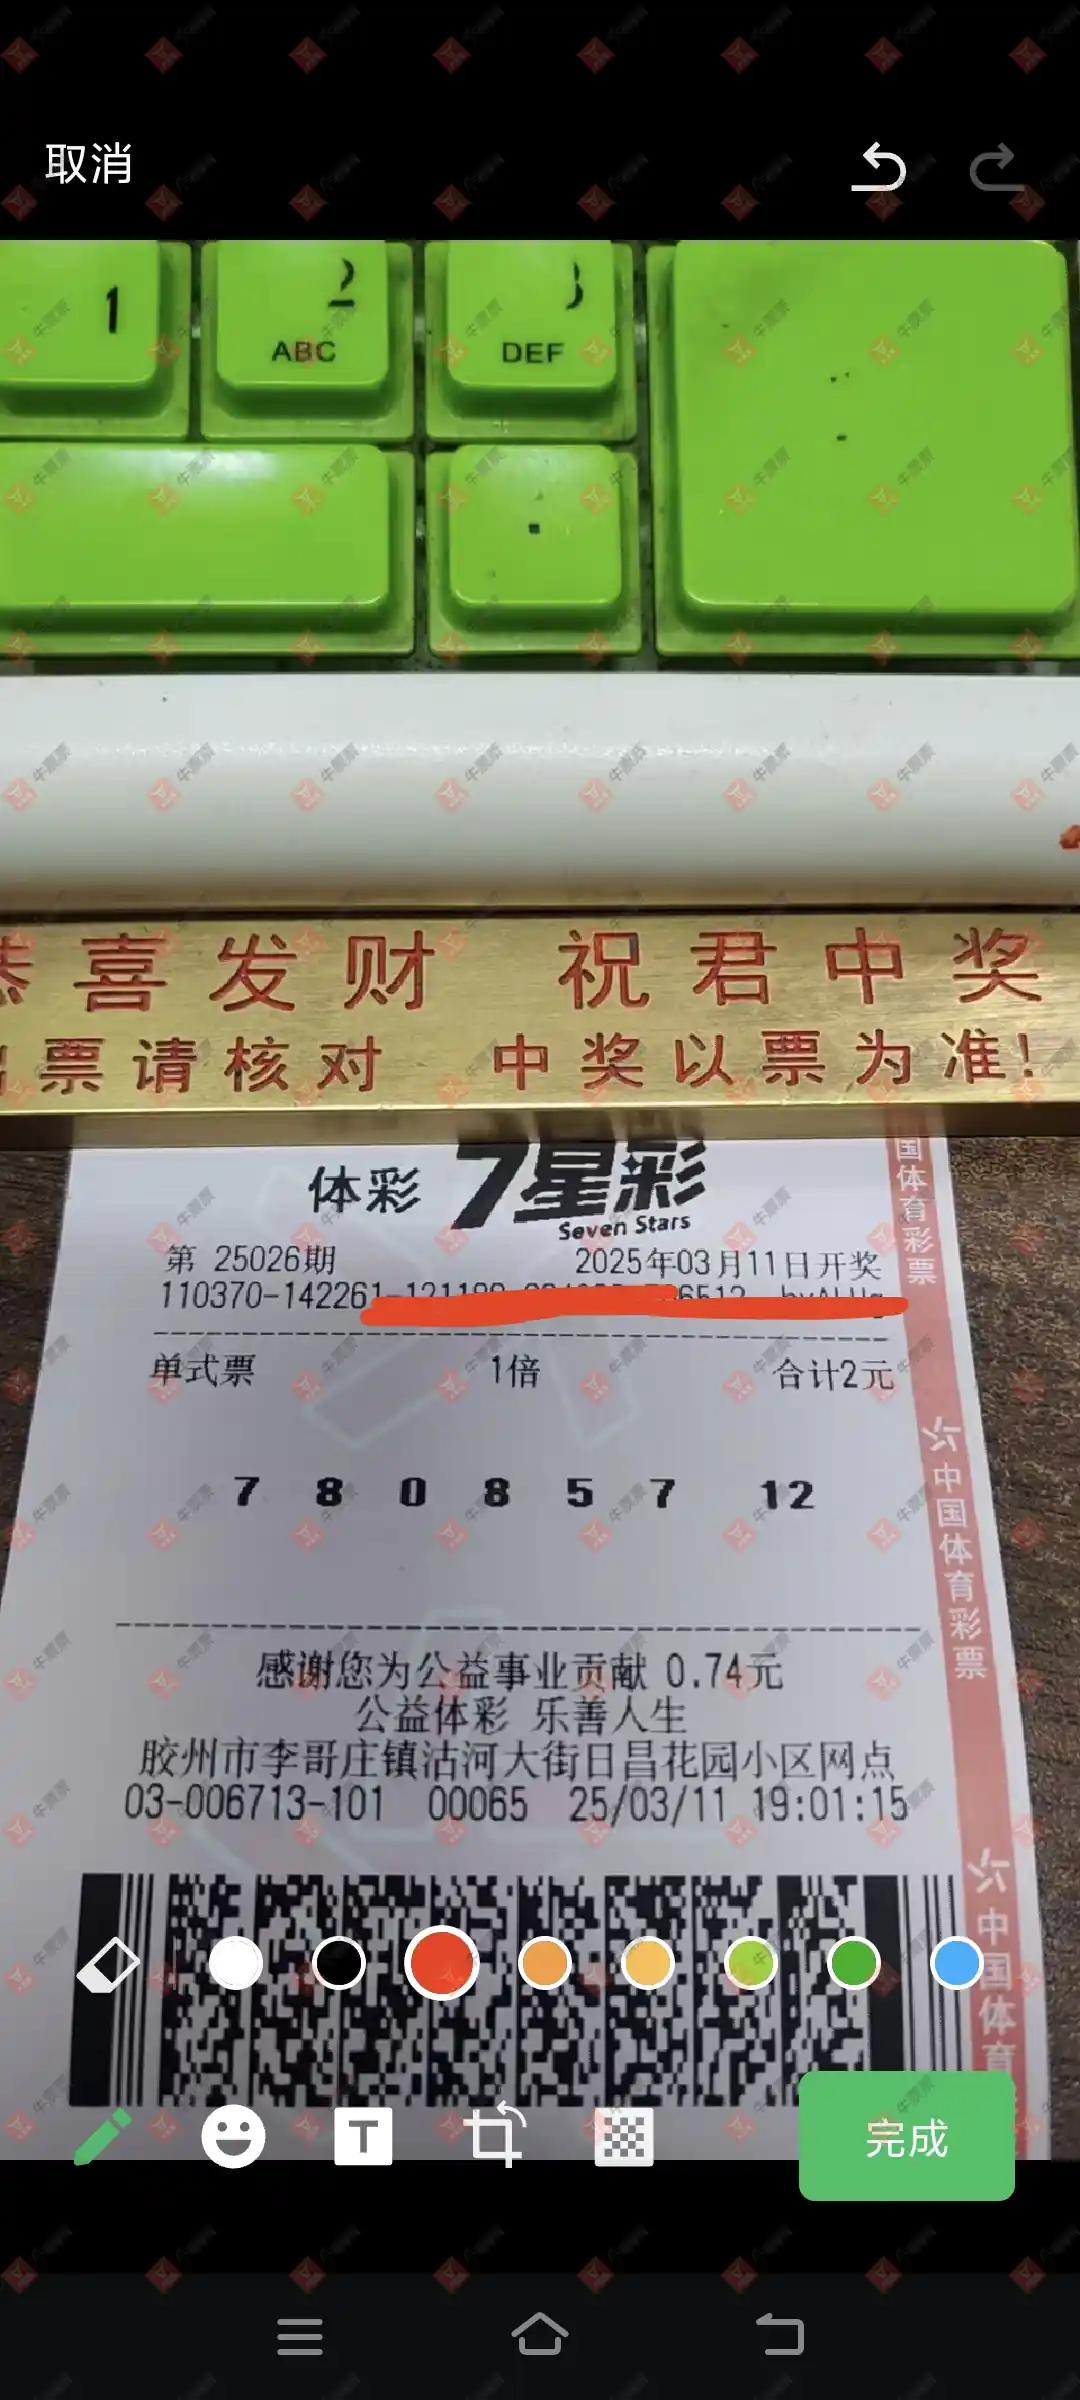 取消
1
2
3
ABC
DEF
.
恭喜发财 祝君中奖
票请核对 中奖以票为准!
体彩 7星彩
Seven Stars
国体育彩票
第 25026期 2025年03月11日开奖
110370-142261
单式票 1倍 合计2元
7 8 0 8 5 7 12
中国体育彩票
感谢您为公益事业贡献 0.74元
公益体彩 乐善人生
胶州市李哥庄镇沽河大街日昌花园小区网点
03-006713-101 00065 25/03/11 19:01:15
中国体育
T
完成
牛票票